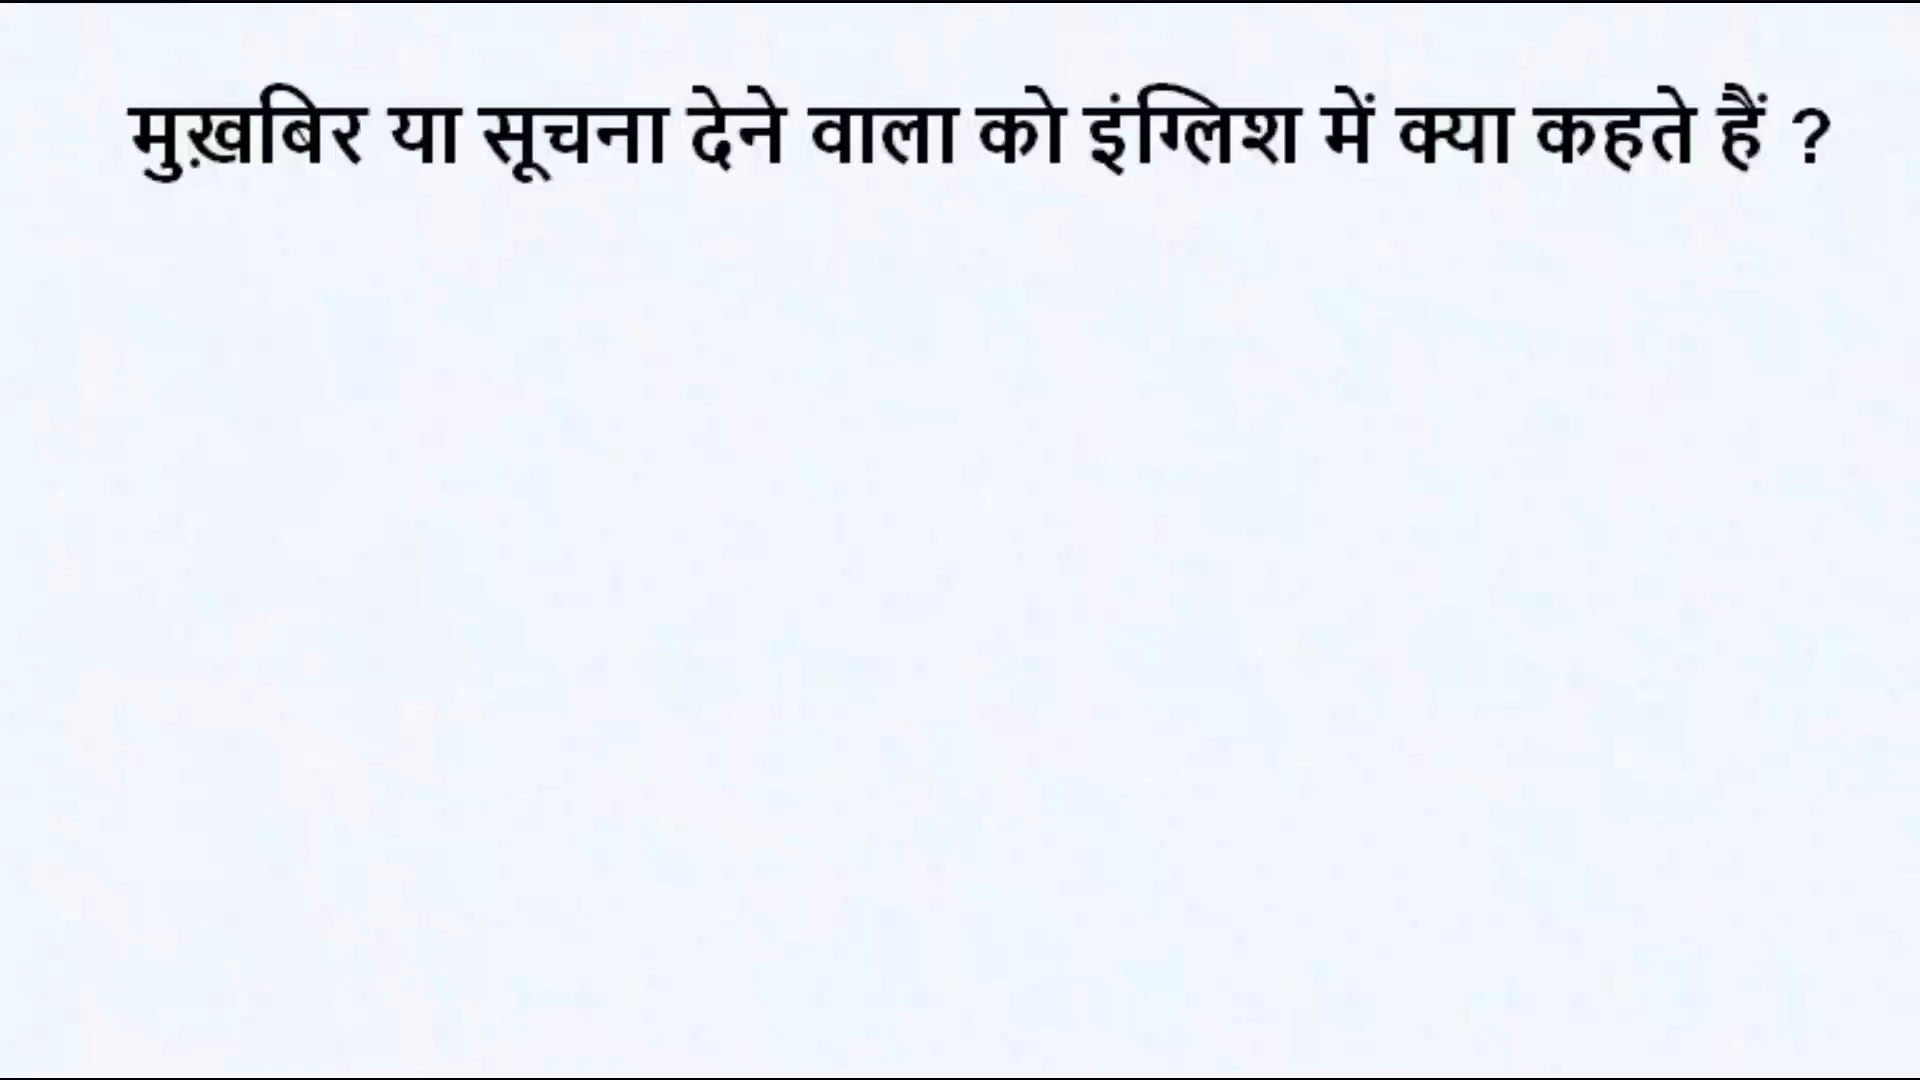 मुख़बिर या सूचना देने वाला को इंग्लिश में क्या कहते हैं ?